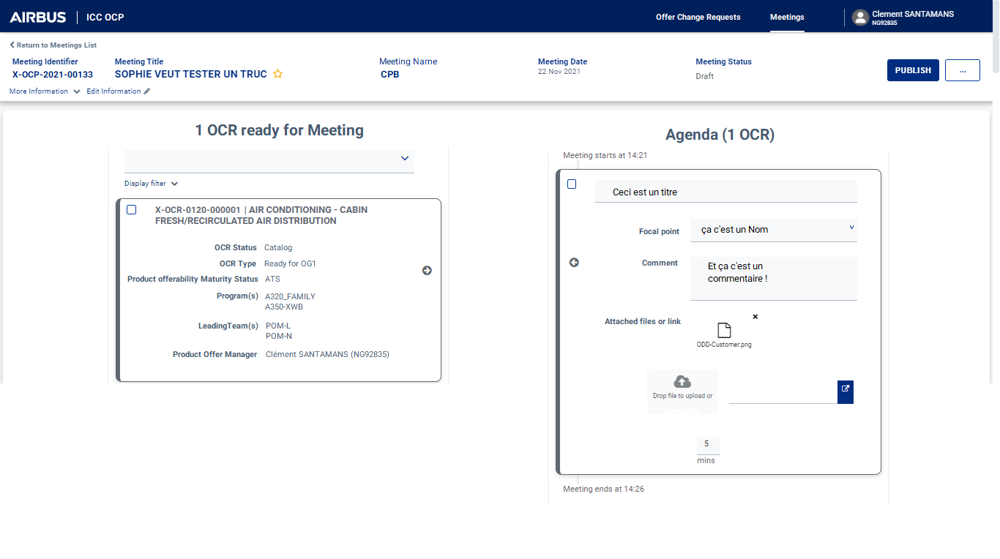 AIRBUS
ICC OCP
Offer Change Requests
Meetings
Clement SANTAMANS
NG92835
Return to Meetings List
Meeting Identifier
X-OCP-2021-00133
Meeting Title
SOPHIE VEUT TESTER UN TRUC
Meeting Name
CPB
Meeting Date
22 Nov 2021
Meeting Status
Draft
PUBLISH
...
More Information
Edit Information
1 OCR ready for Meeting
Display filter
X-OCR-0120-000001 | AIR CONDITIONING - CABIN
FRESH/RECIRCULATED AIR DISTRIBUTION
OCR Status Catalog
OCR Type Ready for OG1
Product offerability Maturity Status ATS
Program(s) A320_FAMILY
A350-XWB
LeadingTeam(s) POM-L
POM-N
Product Offer Manager Clément SANTAMANS (NG92835)
Agenda (1 OCR)
Meeting starts at 14:21
Ceci est un titre
Focal point ça c'est un Nom
Comment Et ça c'est un
commentaire !
Attached files or link
ODD-Customer.png
Drop file to upload or
5
mins
Meeting ends at 14:26